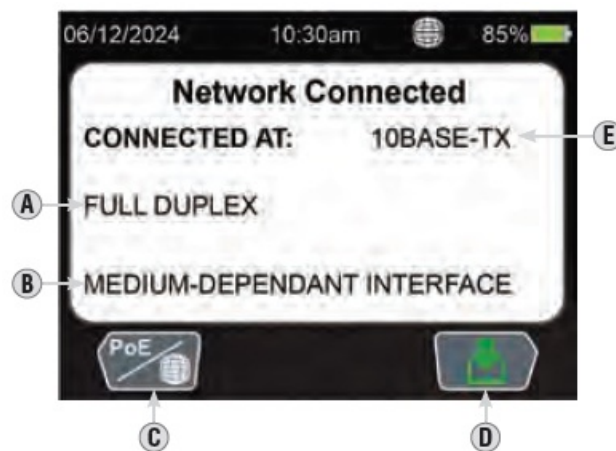 06/12/2024 10:30am 85%
Network Connected
CONNECTED AT: 10BASE-TX E
A FULL DUPLEX
B MEDIUM-DEPENDANT INTERFACE
PoE
C D